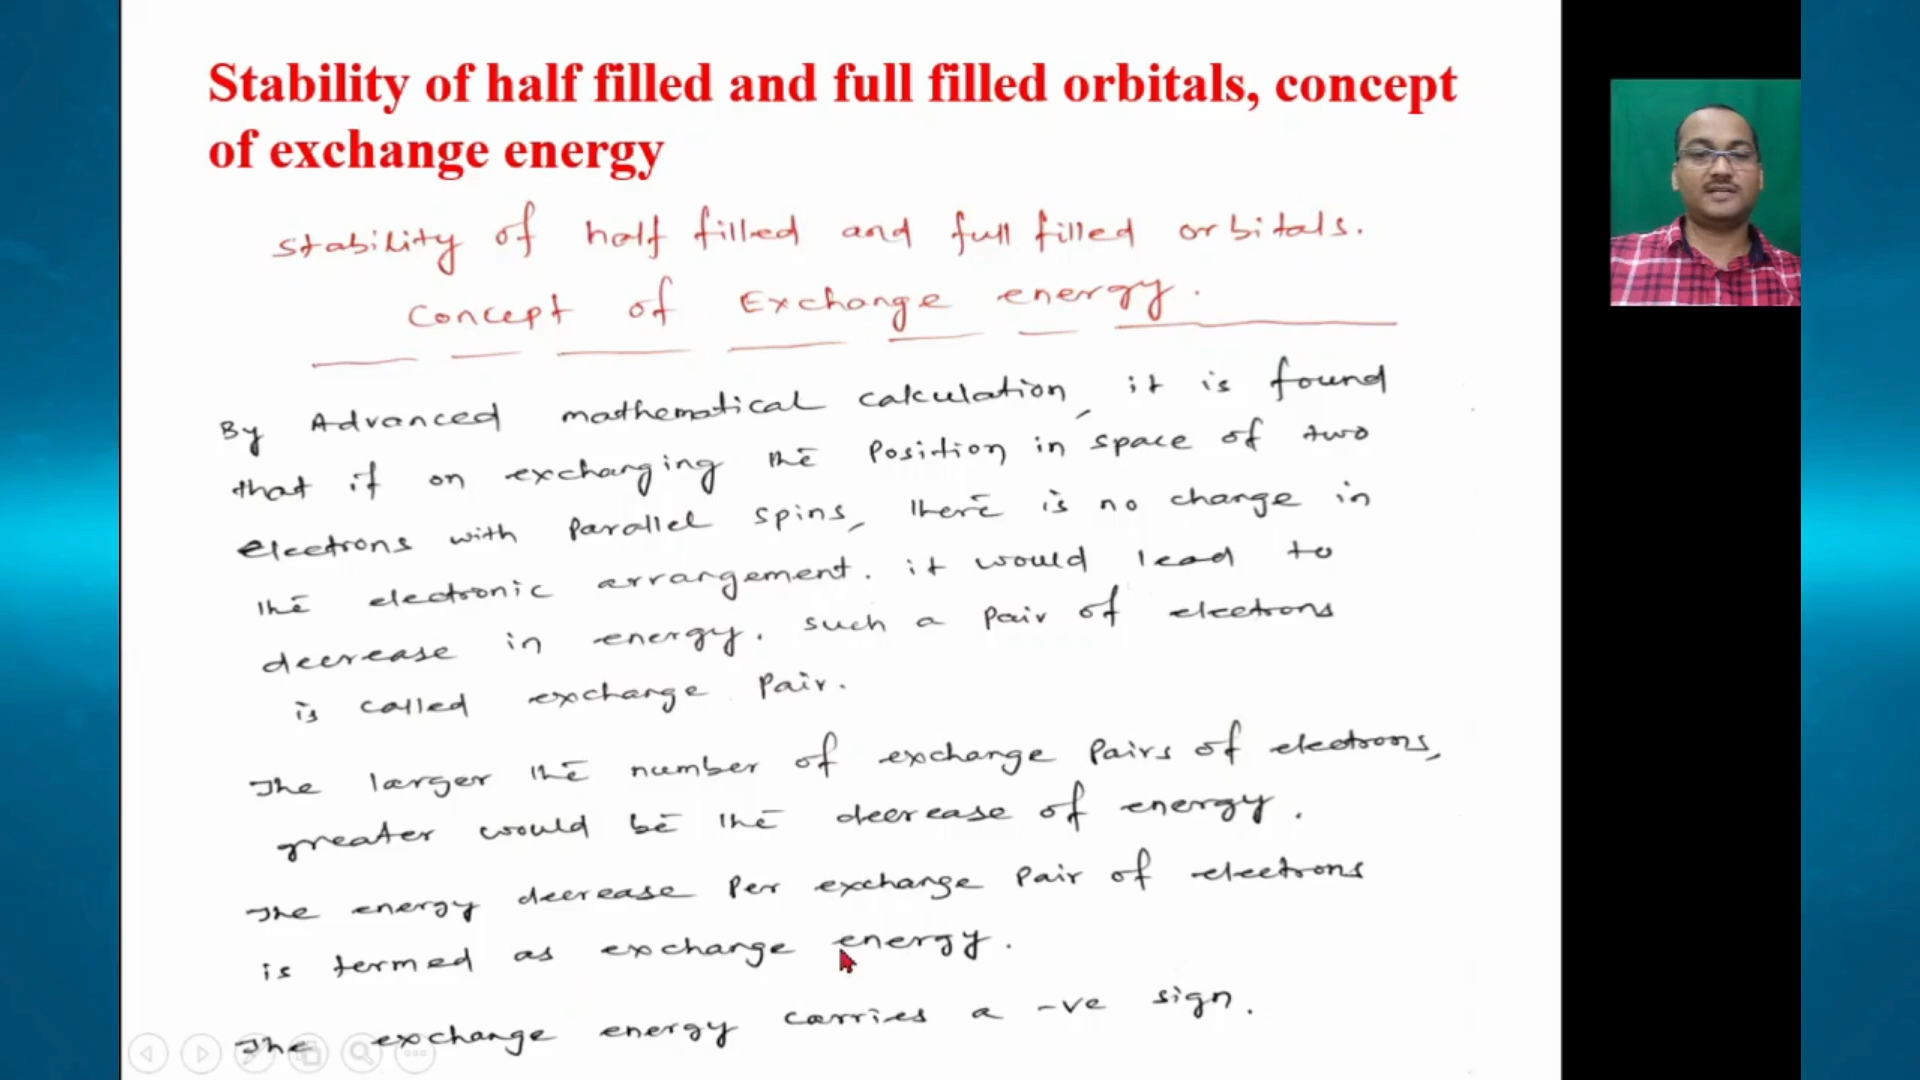 Stability of half filled and full filled orbitals, concept
of exchange energy
Stability of half filled and full filled orbitals.
Concept of Exchange energy.
By Advanced mathematical calculation, it is found
that if on exchanging the Position in space of two
electrons with Parallel spins, there is no change in
the electronic arrangement. it would lead to
decrease in energy. such a Pair of electrons
is called exchange Pair.
The larger the number of exchange Pairs of electrons,
greater would be the decrease of energy.
The energy decrease Per exchange Pair of electrons
is termed as exchange energy.
The exchange energy carries a -ve sign.